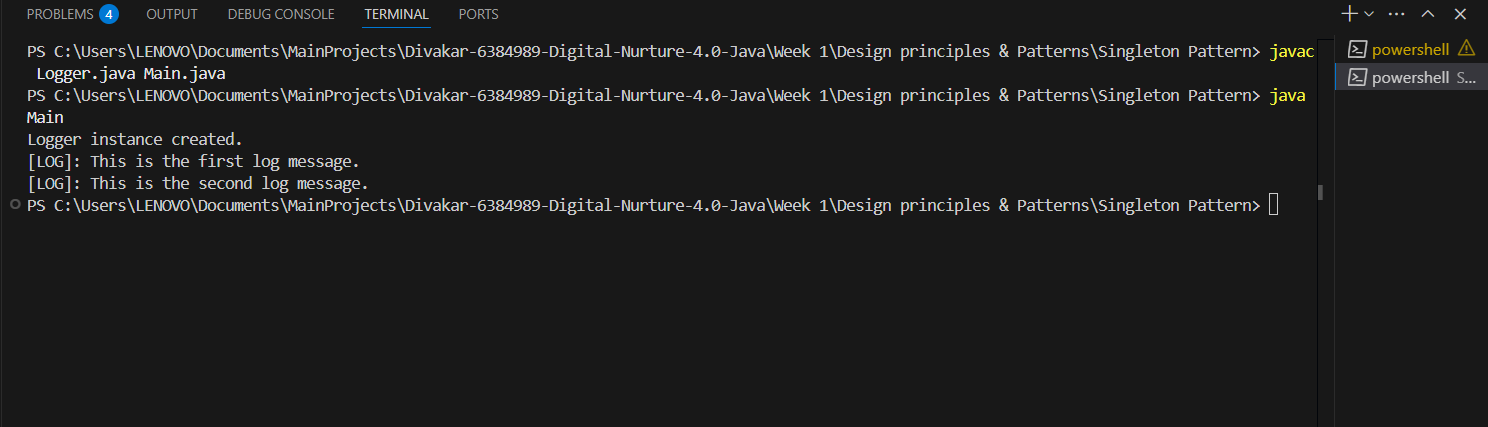 PROBLEMS 4 OUTPUT DEBUG CONSOLE TERMINAL PORTS
PS C:\Users\LENOVO\Documents\MainProjects\Divakar-6384989-Digital-Nurture-4.0-Java\Week 1\Design principles & Patterns\Singleton Pattern> javac
 Logger.java Main.java
PS C:\Users\LENOVO\Documents\MainProjects\Divakar-6384989-Digital-Nurture-4.0-Java\Week 1\Design principles & Patterns\Singleton Pattern> java
Main
Logger instance created.
[LOG]: This is the first log message.
[LOG]: This is the second log message.
PS C:\Users\LENOVO\Documents\MainProjects\Divakar-6384989-Digital-Nurture-4.0-Java\Week 1\Design principles & Patterns\Singleton Pattern>
powershell
powershell S...